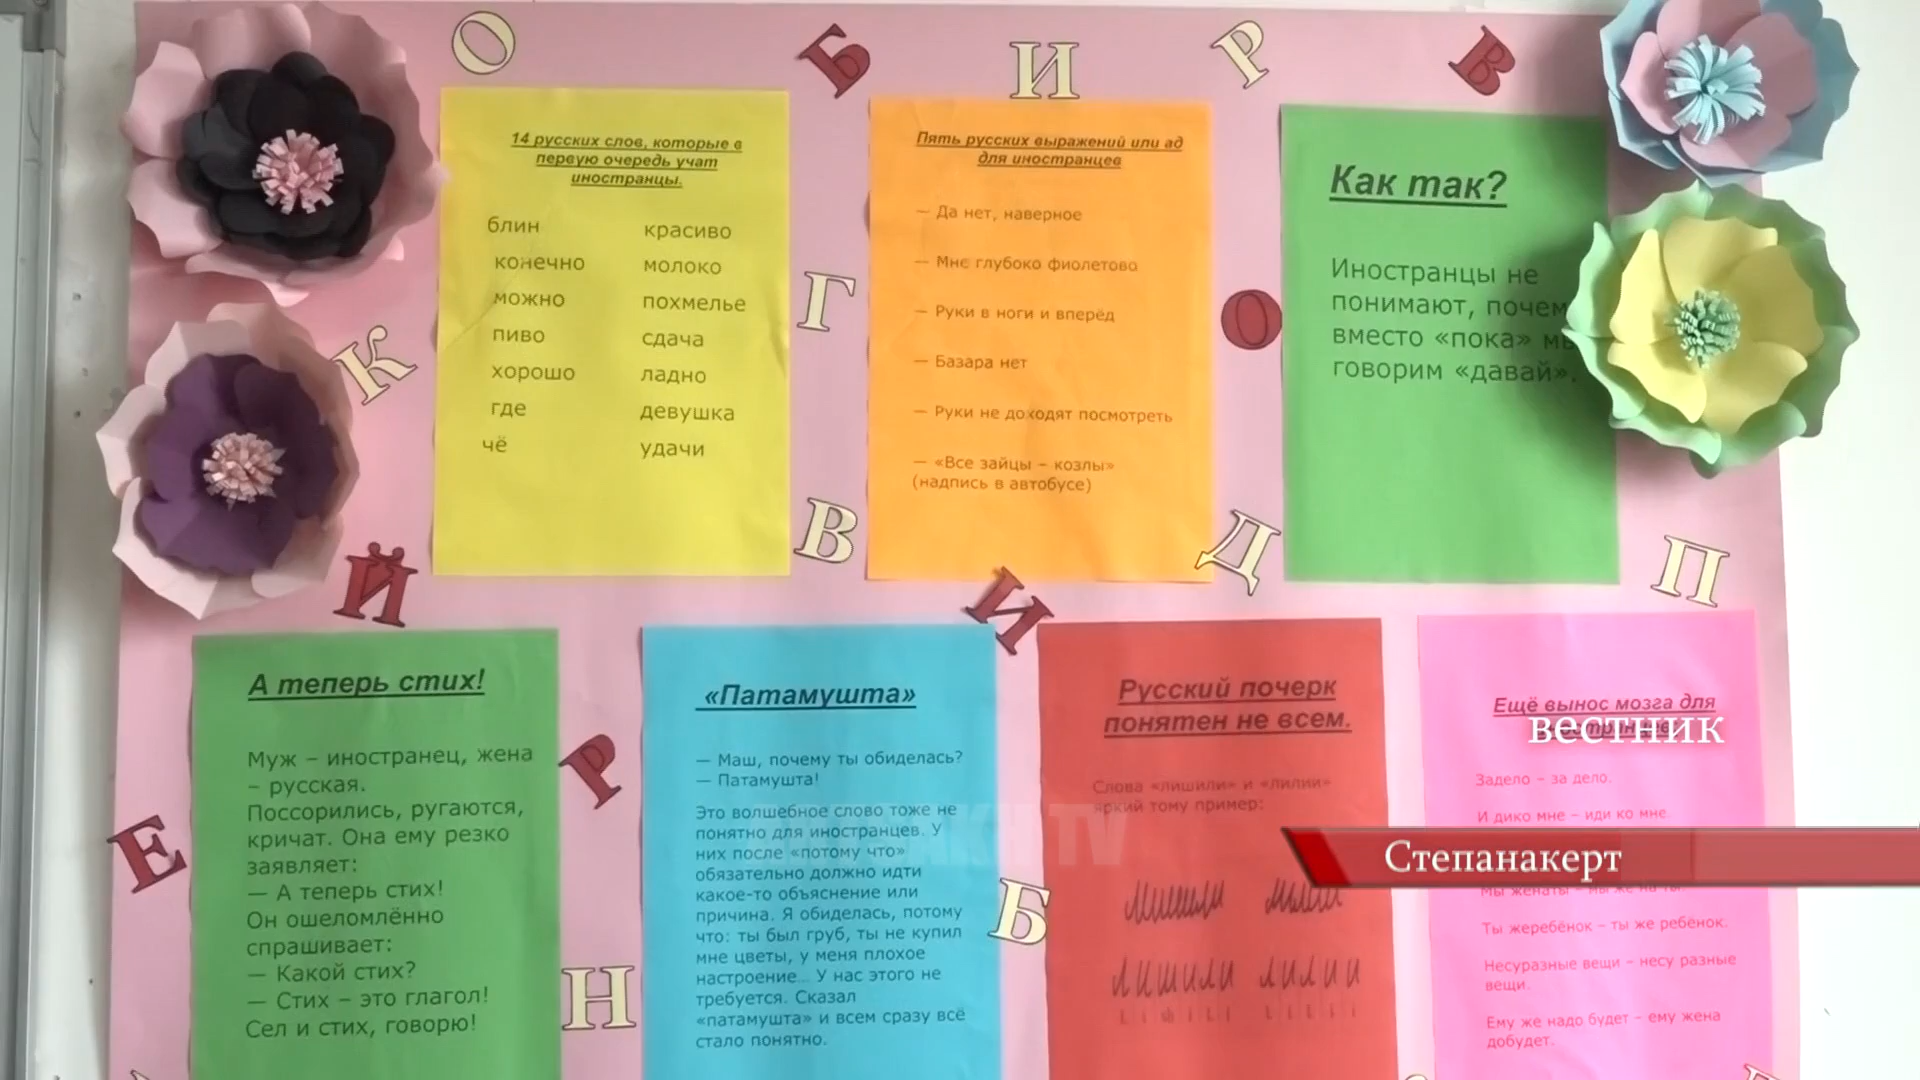 О Б И Р В
14 русских слов, которые в
первую очередь учат
иностранцы.
блин красиво
конечно молоко
можно похмелье
пиво сдача
хорошо ладно
где девушка
чё удачи
Пять русских выражений или ад
для иностранцев
— Да нет, наверное
— Мне глубоко фиолетово
— Руки в ноги и вперёд
— Базара нет
— Руки не доходят посмотреть
— «Все зайцы – козлы»
(надпись в автобусе)
Как так?
Иностранцы не
понимают,
вместо «пока»
говорим «давай».
К Г О
Й В И Д П
А теперь стих!
Муж – иностранец, жена
– русская.
Поссорились, ругаются,
кричат. Она ему резко
заявляет:
— А теперь стих!
Он ошеломлённо
спрашивает:
— Какой стих?
— Стих – это глагол!
Сел и стих, говорю!
«Патамушта»
— Маш, почему ты обиделась?
— Патамушта!
Это волшебное слово тоже не
понятно для иностранцев. У
них после «потому что»
обязательно должно идти
какое-то объяснение или
причина. Я обиделась, потому
что: ты был груб, ты не купил
мне цветы, у меня плохое
настроение… У нас этого не
требуется. Сказал
«патамушта» и всем сразу всё
стало понятно.
Русский почерк
понятен не всем.
Слова «лишили» и «лилии»
яркий тому пример:
лишили лилии
лишили лилии
Ещё вынос мозга для
Задело – за дело.
И дико мне – иди ко мне.
Мы женаты – мы же на ты.
Ты жеребёнок – ты же ребёнок.
Несуразные вещи – несу разные
вещи.
Ему же надо будет – ему жена
добудет.
Е Р Н Б
вестник
Степанакерт
TV